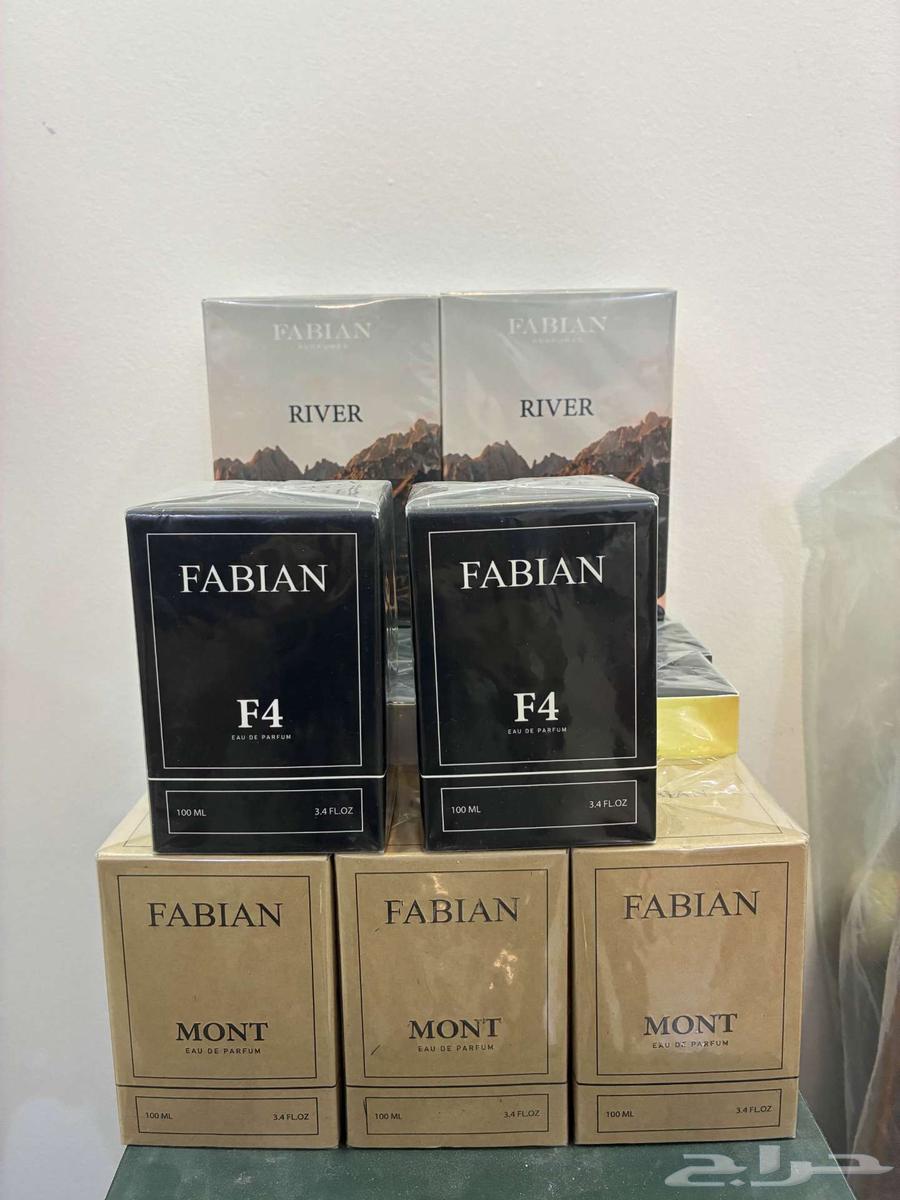 FABIAN
PERFUMES
RIVER
FABIAN
PERFUMES
RIVER
FABIAN
F4
EAU DE PARFUM
100 ML
3.4 FL.OZ
FABIAN
F4
EAU DE PARFUM
100 ML
3.4 FL.OZ
FABIAN
MONT
EAU DE PARFUM
100 ML
3.4 FL.OZ
FABIAN
MONT
EAU DE PARFUM
100 ML
3.4 FL.OZ
FABIAN
MONT
EAU DE PARFUM
100 ML
3.4 FL.OZ
حراج